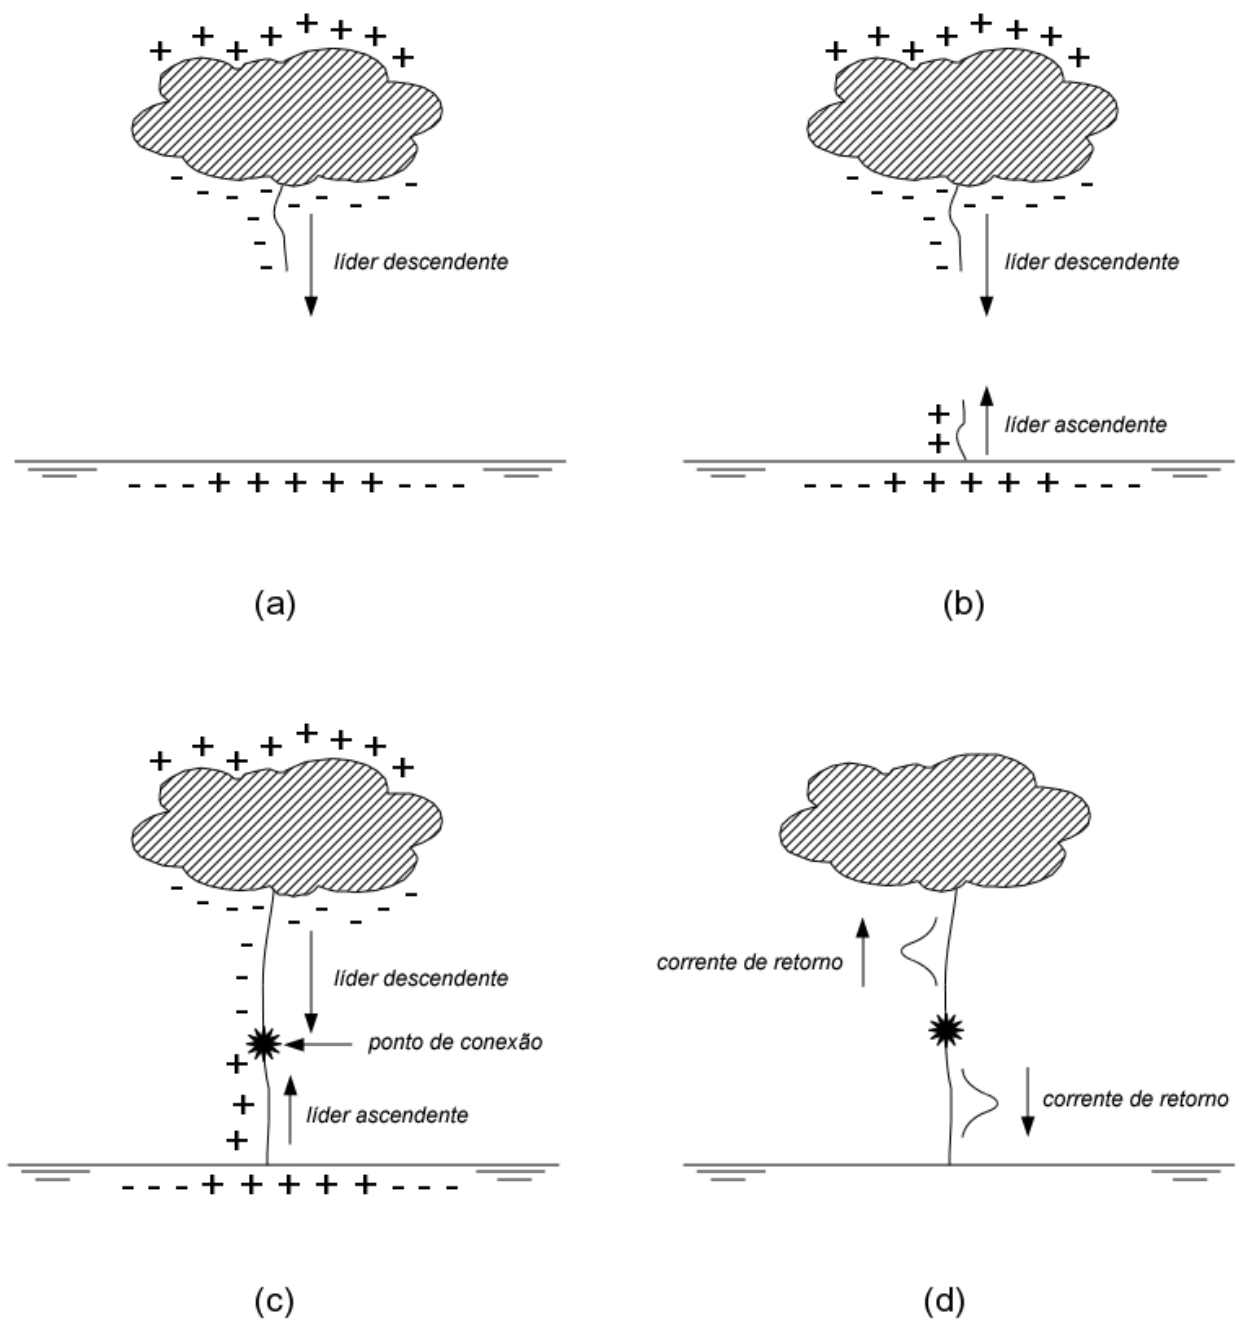 líder descendente
(a)
líder descendente
líder ascendente
(b)
líder descendente
ponto de conexão
líder ascendente
(c)
corrente de retorno
corrente de retorno
(d)